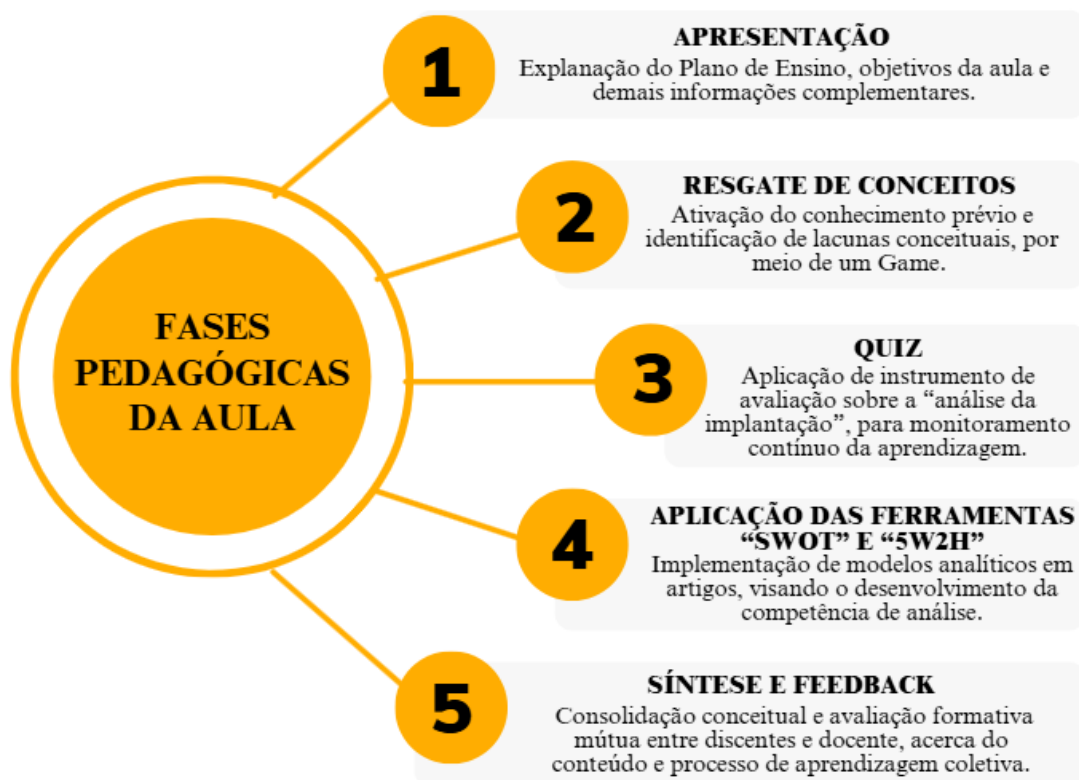 FASES
PEDAGÓGICAS
DA AULA
1
APRESENTAÇÃO
Explanação do Plano de Ensino, objetivos da aula e
demais informações complementares.
2
RESGATE DE CONCEITOS
Ativação do conhecimento prévio e
identificação de lacunas conceituais, por
meio de um Game.
3
QUIZ
Aplicação de instrumento de
avaliação sobre a “análise da
implantação”, para monitoramento
contínuo da aprendizagem.
4
APLICAÇÃO DAS FERRAMENTAS
“SWOT” E “5W2H”
Implementação de modelos analíticos em
artigos, visando o desenvolvimento da
competência de análise.
5
SÍNTESE E FEEDBACK
Consolidação conceitual e avaliação formativa
mútua entre discentes e docente, acerca do
conteúdo e processo de aprendizagem coletiva.